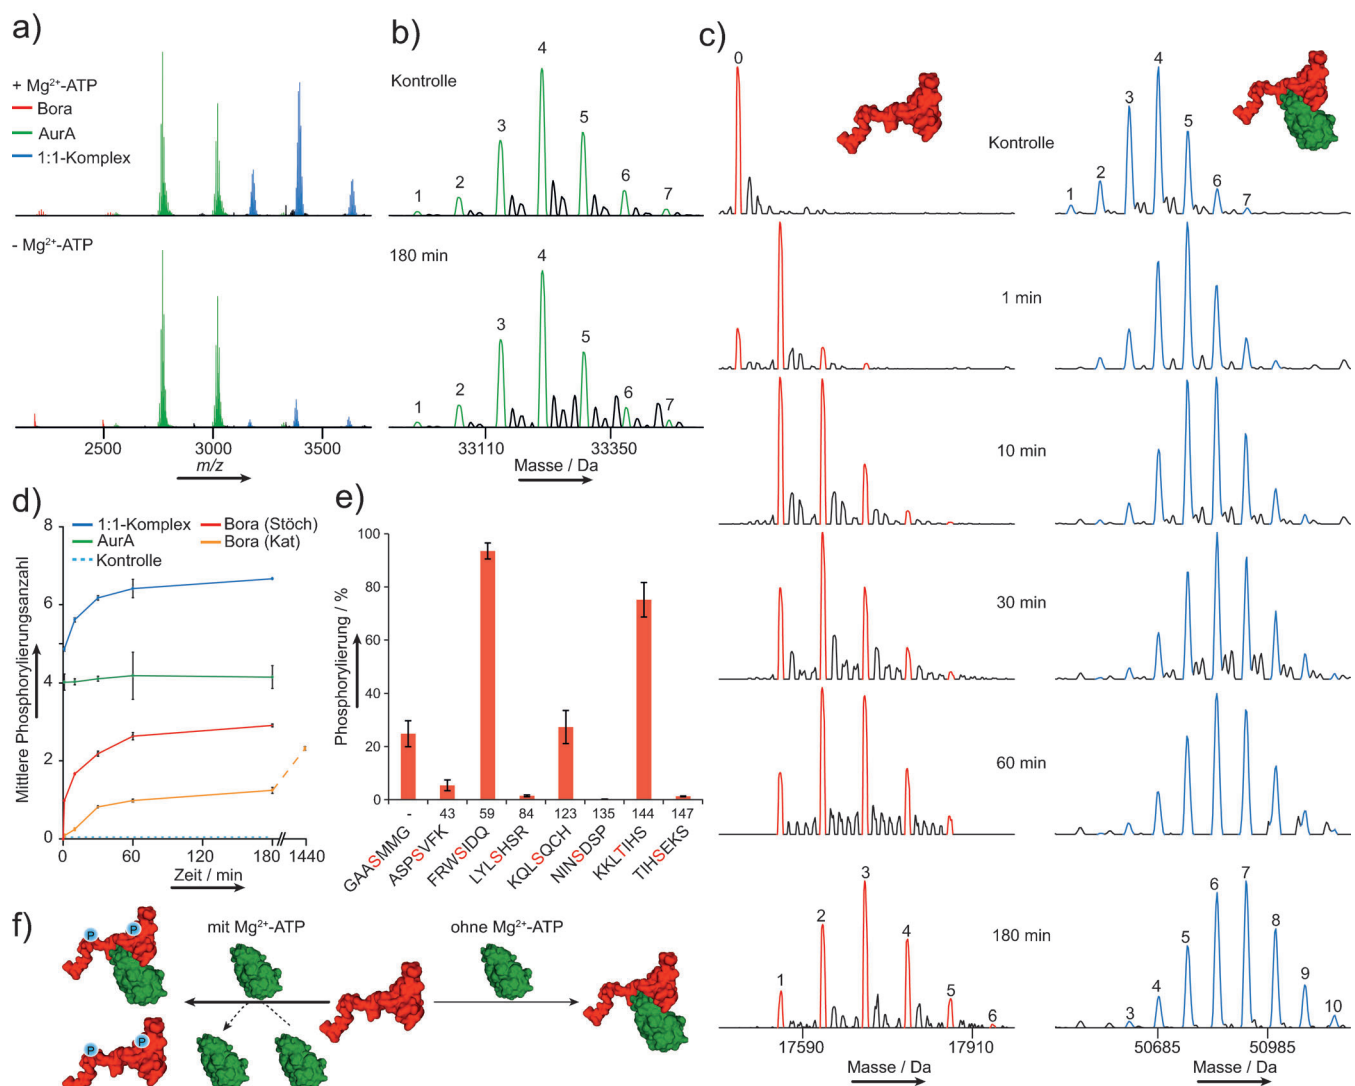 a)
+ Mg²⁺-ATP
Bora
AurA
1:1-Komplex
- Mg²⁺-ATP
2500 3000 3500
m/z
b)
Kontrolle
1 2 3 4 5 6 7
180 min
1 2 3 4 5 6 7
33110 33350
Masse / Da
c)
0
Kontrolle
1 2 3 4 5 6 7
1 min
10 min
30 min
60 min
180 min
1 2 3 4 5 6
3 4 5 6 7 8 9 10
17590 17910
Masse / Da
50685 50985
Masse / Da
d)
8
6
4
2
0
Mittlere Phosphorylierungsanzahl
1:1-Komplex
AurA
Kontrolle
Bora (Stöch)
Bora (Kat)
0 60 120 180 1440
Zeit / min
e)
100
80
60
40
20
0
Phosphorylierung / %
- 43 59 84 123 135 144 147
GAASMMG
ASPSVFK
FRWSIDQ
LYLSHSR
KQLSQCH
NINSDSP
KKLTIHS
TIHSEKS
f)
mit Mg²⁺-ATP
ohne Mg²⁺-ATP
P P
P P